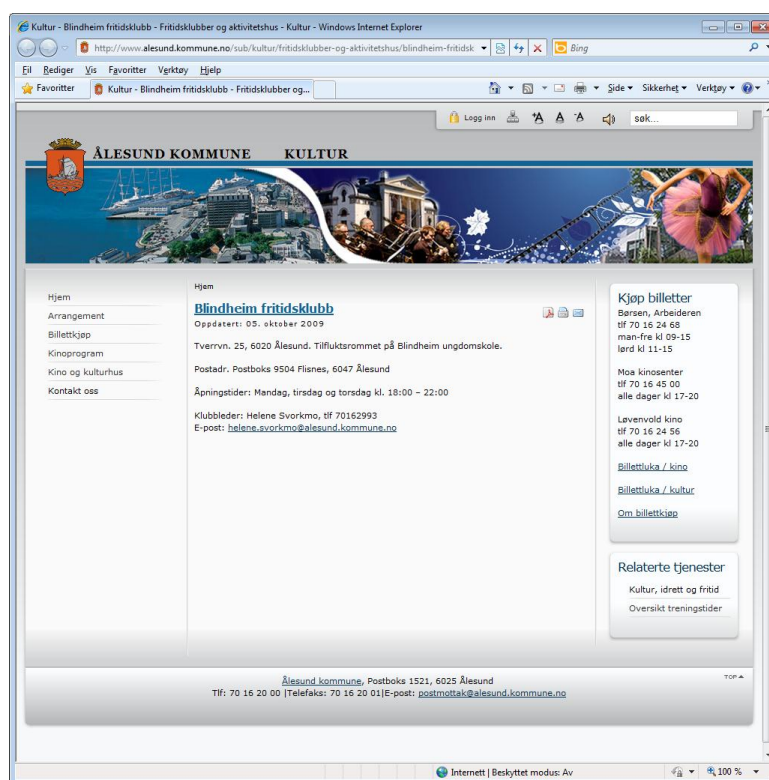 Kultur - Blindheim fritidsklubb - Fritidsklubber og aktivitetshus - Kultur - Windows Internet Explorer
http://www.alesund.kommune.no/sub/kultur/fritidsklubber-og-aktivitetshus/blindheim-fritidsk
Bing
Fil Rediger Vis Favoritter Verktøy Hjelp
Favoritter Kultur - Blindheim fritidsklubb - Fritidsklubber og... Side Sikkerhet Verktøy
Logg inn A A A søk...
ÅLESUND KOMMUNE KULTUR
Hjem
Arrangement
Billettkjøp
Kinoprogram
Kino og kulturhus
Kontakt oss
Hjem
Blindheim fritidsklubb
Oppdatert: 05. oktober 2009
Tverrvn. 25, 6020 Ålesund. Tilfluktsrommet på Blindheim ungdomskole.
Postadr. Postboks 9504 Flisnes, 6047 Ålesund
Åpningstider: Mandag, tirsdag og torsdag kl. 18:00 – 22:00
Klubbleder: Helene Svorkmo, tlf 70162993
E-post: helene.svorkmo@alesund.kommune.no
Kjøp billetter
Børsen, Arbeideren
tlf 70 16 24 68
man-fre kl 09-15
lørd kl 11-15
Moa kinosenter
tlf 70 16 45 00
alle dager kl 17-20
Løvenvold kino
tlf 70 16 24 56
alle dager kl 17-20
Billettluka / kino
Billettluka / kultur
Om billettkjøp
Relaterte tjenester
Kultur, idrett og fritid
Oversikt treningstider
Ålesund kommune, Postboks 1521, 6025 Ålesund
Tlf: 70 16 20 00 |Telefaks: 70 16 20 01|E-post: postmottak@alesund.kommune.no
TOP
Internett | Beskyttet modus: Av
100 %